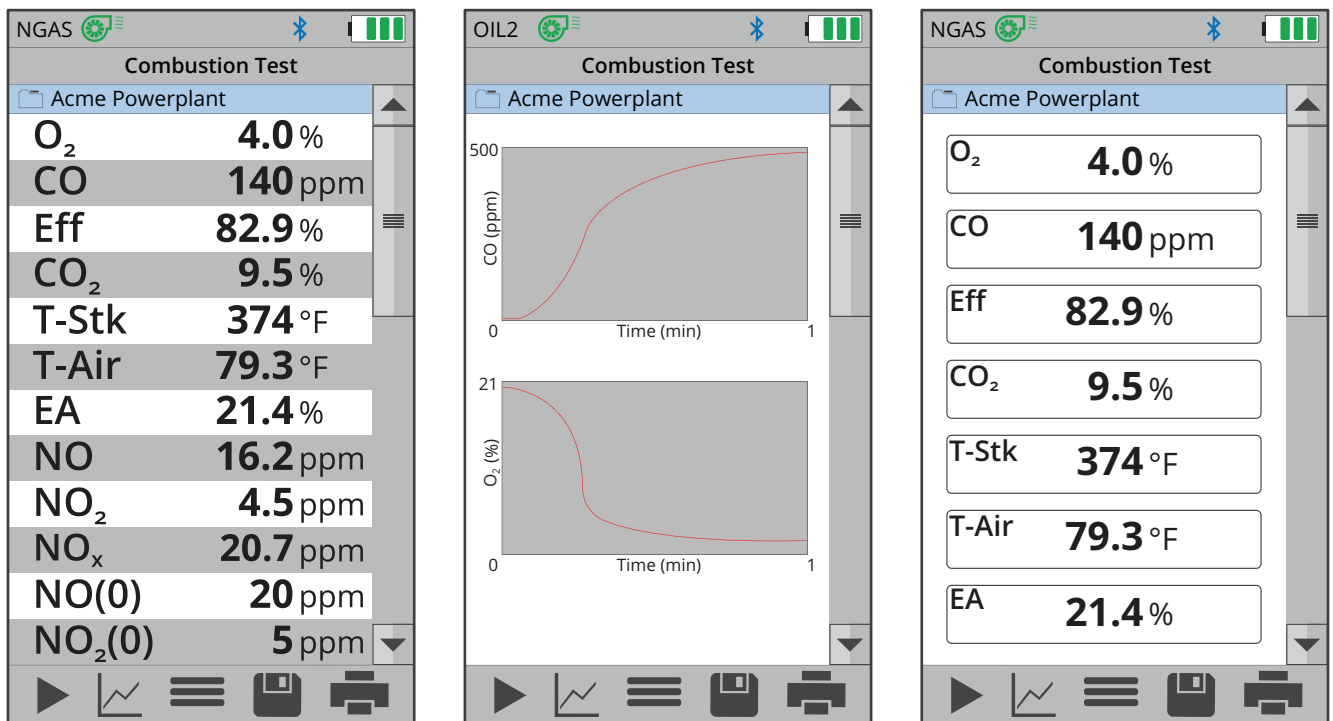 NGAS
Combustion Test
Acme Powerplant
O₂ 4.0 %
CO 140 ppm
Eff 82.9 %
CO₂ 9.5 %
T-Stk 374 °F
T-Air 79.3 °F
EA 21.4 %
NO 16.2 ppm
NO₂ 4.5 ppm
NOₓ 20.7 ppm
NO(0) 20 ppm
NO₂(0) 5 ppm
OIL2
Combustion Test
Acme Powerplant
500
CO (ppm)
0 Time (min) 1
21
O₂ (%)
0 Time (min) 1
NGAS
Combustion Test
Acme Powerplant
O₂ 4.0 %
CO 140 ppm
Eff 82.9 %
CO₂ 9.5 %
T-Stk 374 °F
T-Air 79.3 °F
EA 21.4 %